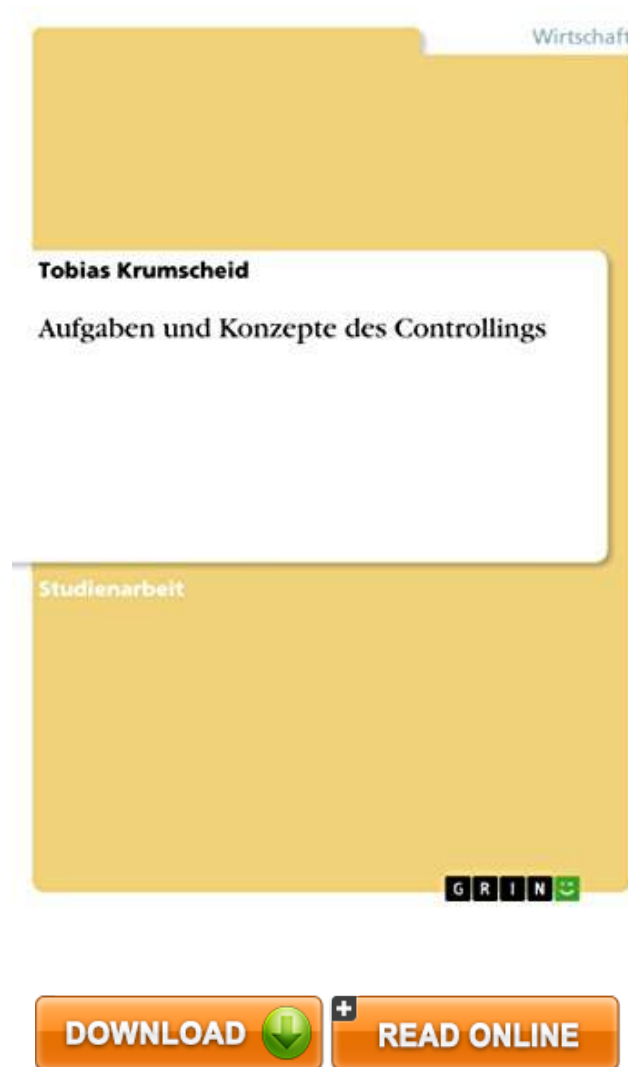 Wirtschaft
Tobias Krumscheid
Aufgaben und Konzepte des Controllings
Studienarbeit
GRIN
DOWNLOAD
READ ONLINE